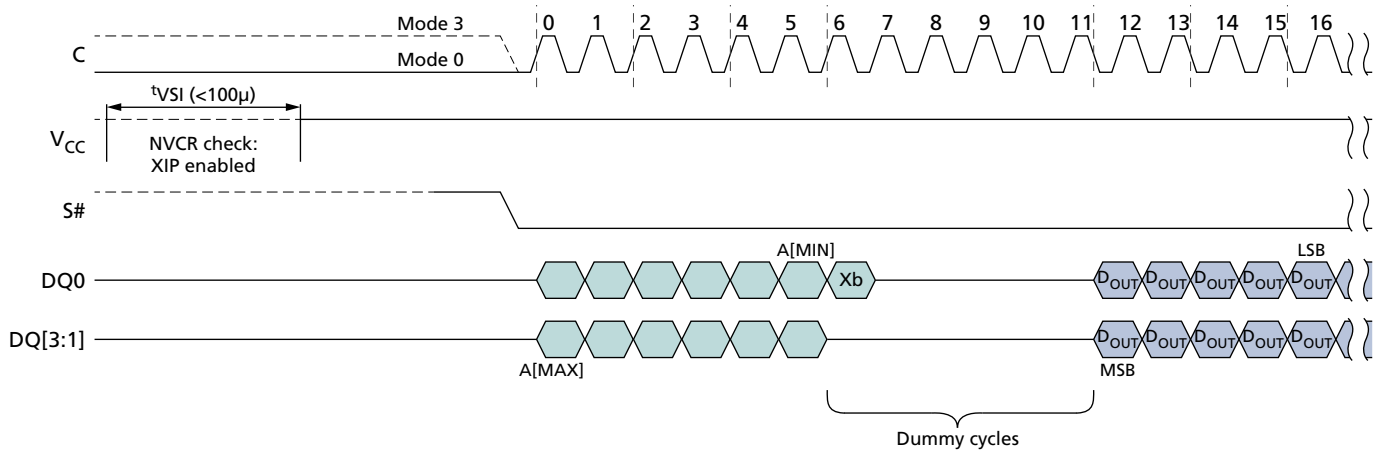 Mode 3
0 1 2 3 4 5 6 7 8 9 10 11 12 13 14 15 16
C
Mode 0
tVSI (<100µ)
VCC
NVCR check:
XIP enabled
S#
A[MIN]
LSB
DQ0
Xb
DOUT DOUT DOUT DOUT DOUT
DQ[3:1]
DOUT DOUT DOUT DOUT DOUT
A[MAX]
MSB
Dummy cycles